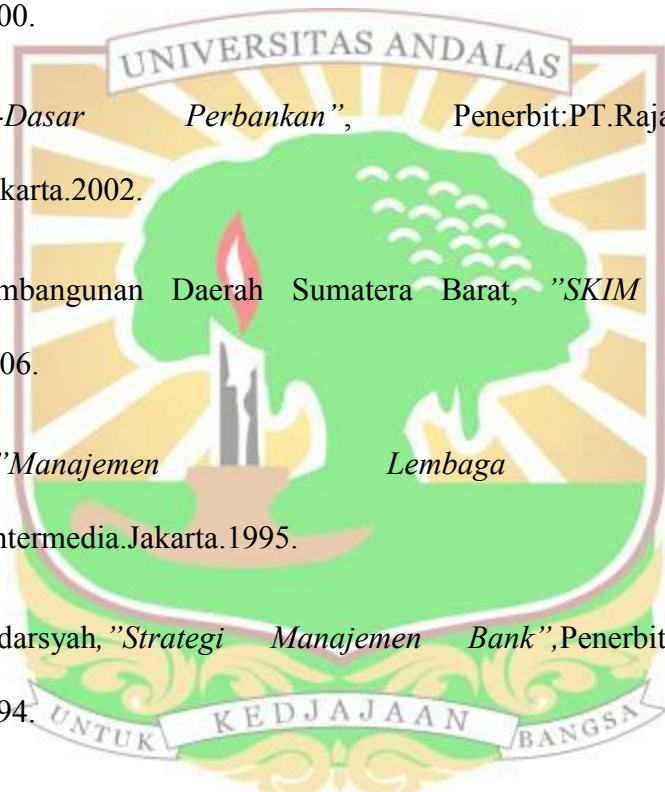 00.
UNIVERSITAS ANDALAS
-Dasar Perbankan”, Penerbit:PT.Raja
karta.2002.
mbangunan Daerah Sumatera Barat, ”SKIM
06.
”Manajemen Lembaga
ntermedia.Jakarta.1995.
darsyah,”Strategi Manajemen Bank”,Penerbit
94.
UNTUK KEDJAJAAN BANGSA